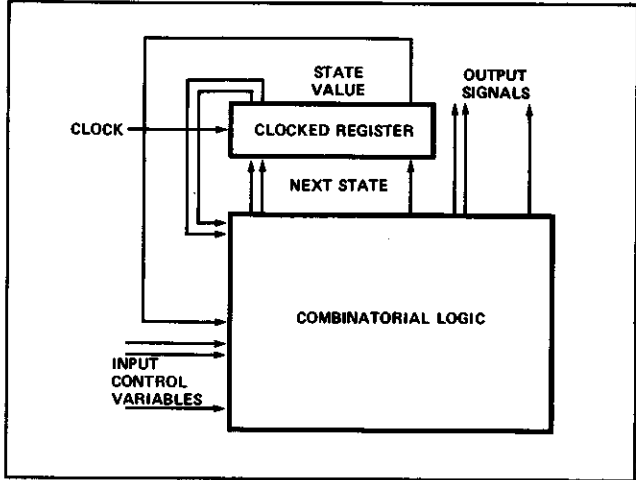 STATE
VALUE
OUTPUT
SIGNALS
CLOCK
CLOCKED REGISTER
NEXT STATE
COMBINATORIAL LOGIC
INPUT
CONTROL
VARIABLES